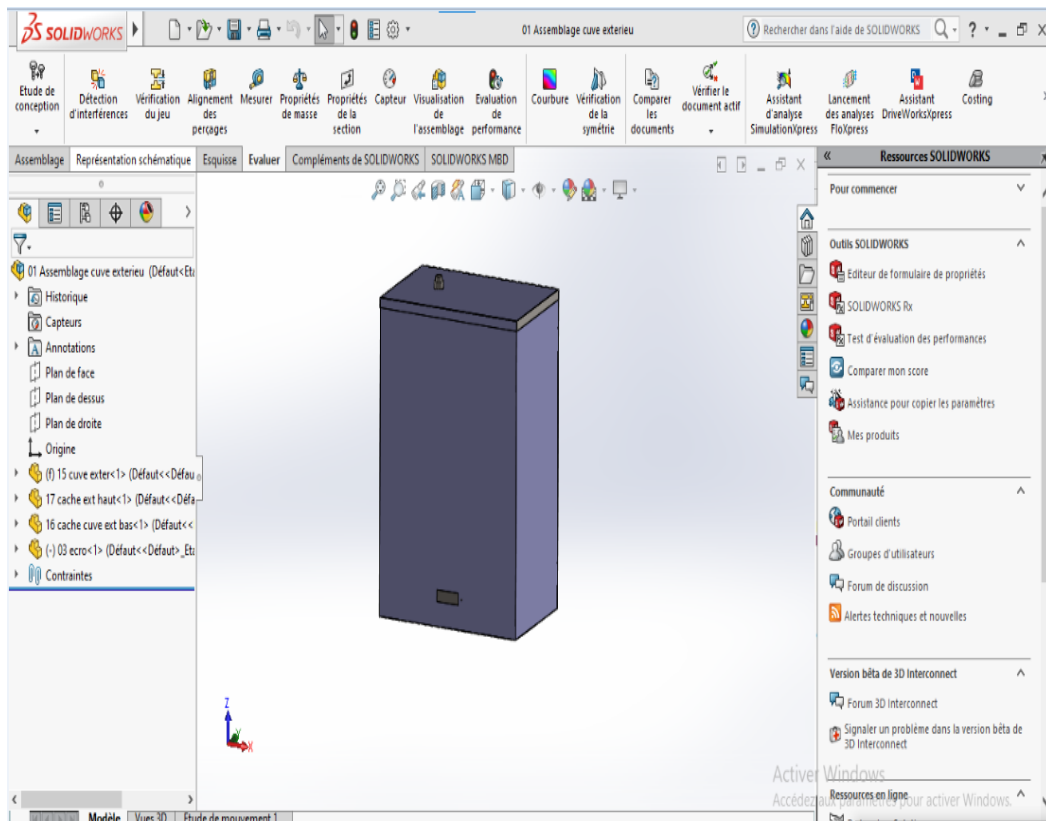 SOLIDWORKS
01 Assemblage cuve exterieu
Rechercher dans l'aide de SOLIDWORKS
Etude de conception
Détection d'interférences
Vérification du jeu
Alignement des perçages
Mesurer
Propriétés de masse
Propriétés de la section
Capteur
Visualisation de l'assemblage
Evaluation de performance
Courbure
Vérification de la symétrie
Comparer les documents
Vérifier le document actif
Assistant d'analyse SimulationXpress
Lancement des analyses FloXpress
Assistant DriveWorksXpress
Costing
Assemblage
Représentation schématique
Esquisse
Evaluer
Compléments de SOLIDWORKS
SOLIDWORKS MBD
01 Assemblage cuve exterieu (Défaut<Eta
Historique
Capteurs
Annotations
Plan de face
Plan de dessus
Plan de droite
Origine
(f) 15 cuve exter<1> (Défaut<<Défau
17 cache ext haut<1> (Défaut<<Défa
16 cache cuve ext bas<1> (Défaut<<
(-) 03 ecro<1> (Défaut<<Défaut>_Eta
Contraintes
Z
X
Ressources SOLIDWORKS
Pour commencer
Outils SOLIDWORKS
Editeur de formulaire de propriétés
SOLIDWORKS Rx
Test d'évaluation des performances
Comparer mon score
Assistance pour copier les paramètres
Mes produits
Communauté
Portail clients
Groupes d'utilisateurs
Forum de discussion
Alertes techniques et nouvelles
Version bêta de 3D Interconnect
Forum 3D Interconnect
Signaler un problème dans la version bêta de
3D Interconnect
Activer Windows
Accédez aux paramètres pour activer Windows.
Ressources en ligne
Modèle
Vues 3D
Etude de mouvement 1